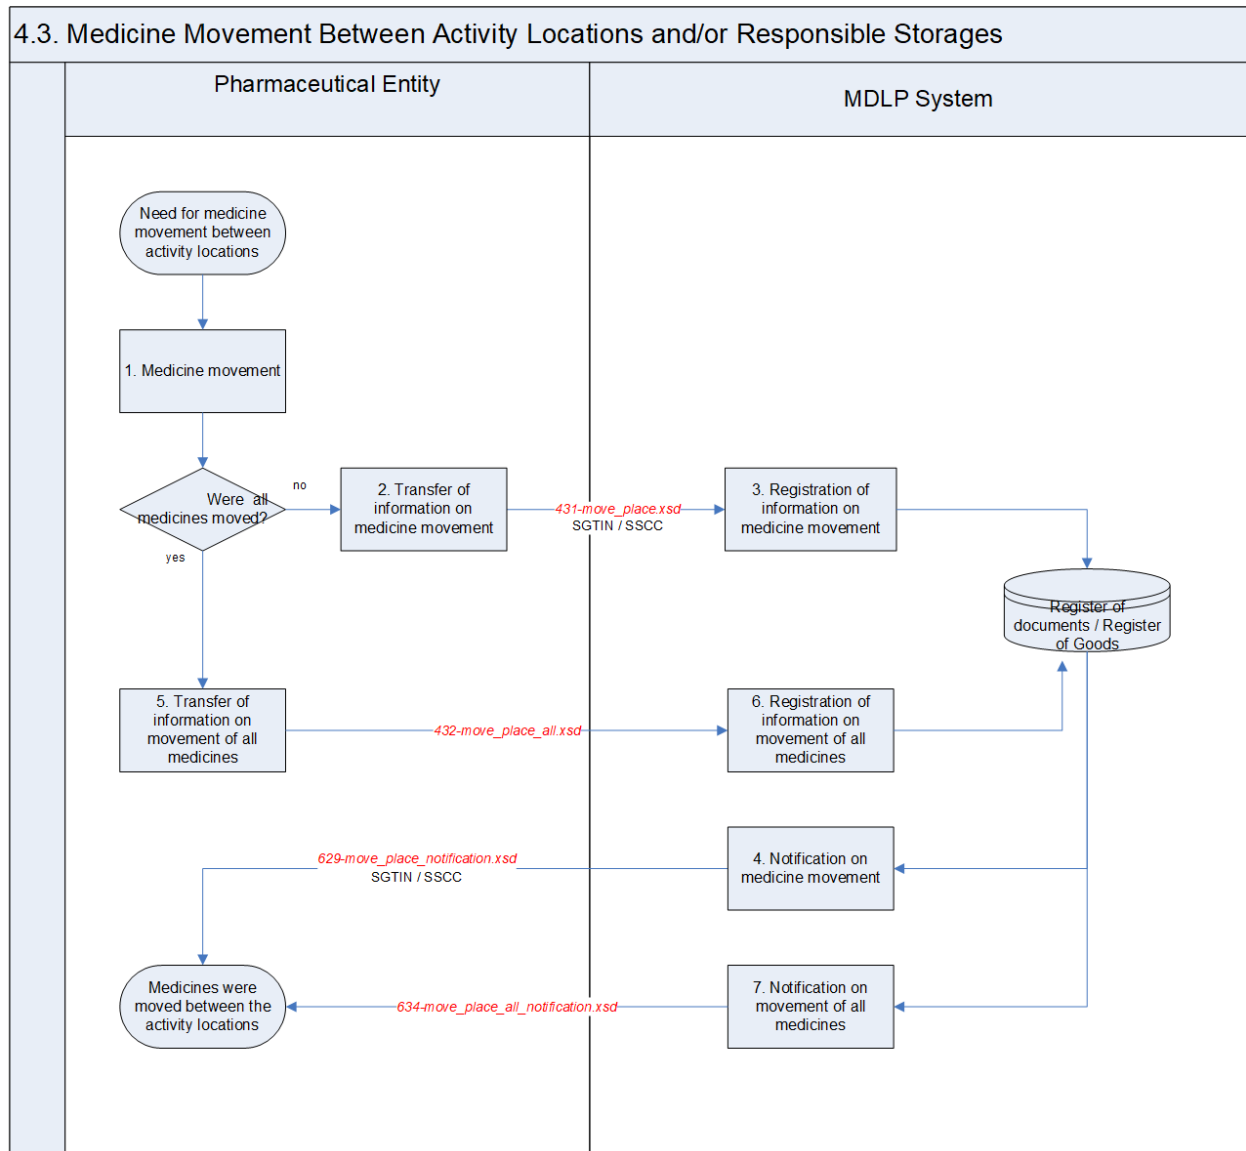 4.3. Medicine Movement Between Activity Locations and/or Responsible Storages
Pharmaceutical Entity
MDLP System
Need for medicine
movement between
activity locations
1. Medicine movement
Were all
medicines moved?
no
yes
2. Transfer of
information on
medicine movement
431-move_place.xsd
SGTIN / SSCC
3. Registration of
information on
medicine movement
Register of
documents / Register
of Goods
5. Transfer of
information on
movement of all
medicines
432-move_place_all.xsd
6. Registration of
information on
movement of all
medicines
629-move_place_notification.xsd
SGTIN / SSCC
4. Notification on
medicine movement
Medicines were
moved between the
activity locations
634-move_place_all_notification.xsd
7. Notification on
movement of all
medicines